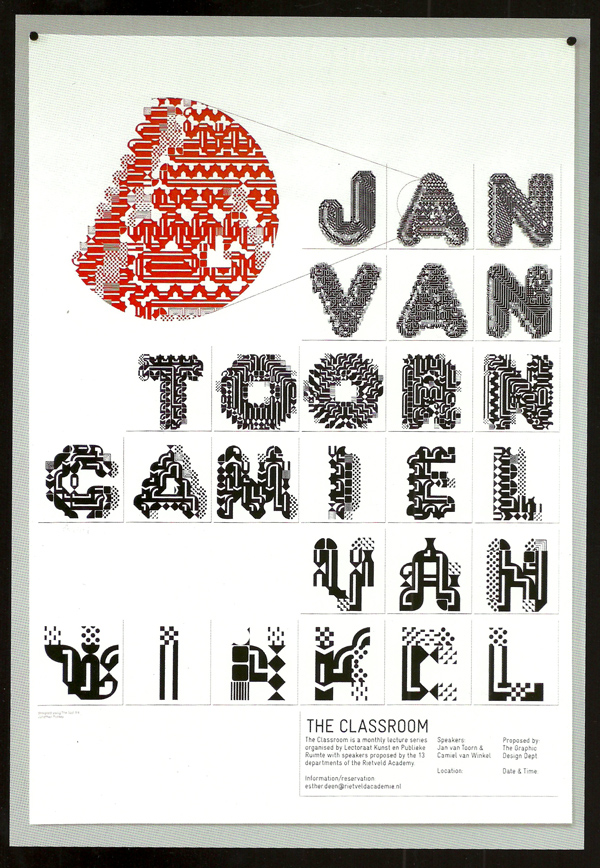 JAN
VAN
TOORN
CAMIEL
VAN
WINKEL
THE CLASSROOM
The Classroom is a monthly lecture series
organised by Lectoraat Kunst en Publieke
Ruimte with speakers proposed by the 13
departments of the Rietveld Academy.
Information/reservation
estherdeen@rietveldacademie.nl
Speakers:
Jan van Toorn &
Camiel van Winkel
Location:
Proposed by
The Graphic
Design Dept
Date & Time